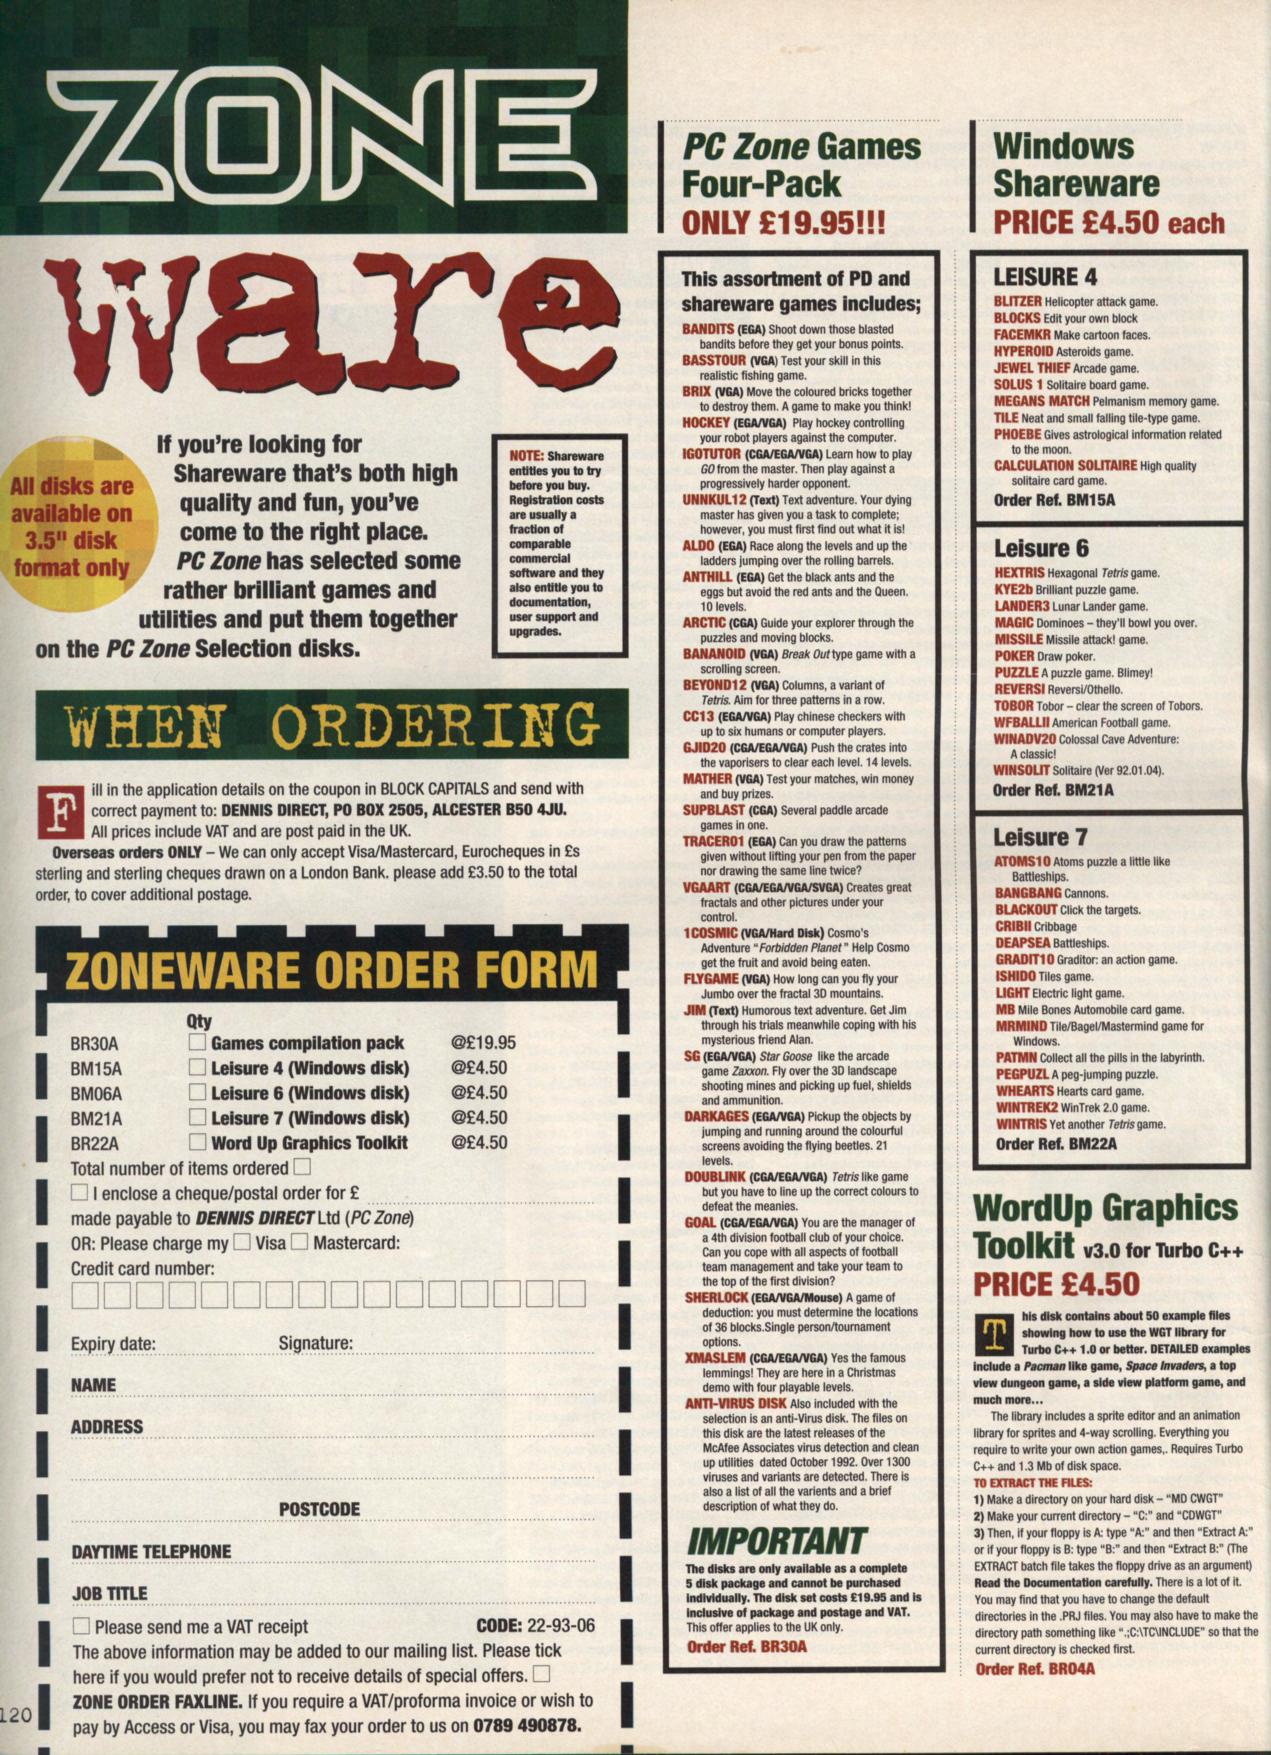 ZONE
ware
All disks are
available on
3.5" disk
format only
If you're looking for
Shareware that's both high
quality and fun, you've
come to the right place.
PC Zone has selected some
rather brilliant games and
utilities and put them together
on the PC Zone Selection disks.
NOTE: Shareware
entitles you to try
before you buy.
Registration costs
are usually a
fraction of
comparable
commercial
software and they
also entitle you to
documentation,
user support and
upgrades.
WHEN ORDERING
Fill in the application details on the coupon in BLOCK CAPITALS and send with
correct payment to: DENNIS DIRECT, PO BOX 2505, ALCESTER B50 4JU.
All prices include VAT and are post paid in the UK.
Overseas orders ONLY – We can only accept Visa/Mastercard, Eurocheques in £s
sterling and sterling cheques drawn on a London Bank. please add £3.50 to the total
order, to cover additional postage.
ZONEWARE ORDER FORM
Qty
BR30A Games compilation pack @£19.95
BM15A Leisure 4 (Windows disk) @£4.50
BM06A Leisure 6 (Windows disk) @£4.50
BM21A Leisure 7 (Windows disk) @£4.50
BR22A Word Up Graphics Toolkit @£4.50
Total number of items ordered
I enclose a cheque/postal order for £
made payable to DENNIS DIRECT Ltd (PC Zone)
OR: Please charge my Visa Mastercard:
Credit card number:
Expiry date: Signature:
NAME
ADDRESS
POSTCODE
DAYTIME TELEPHONE
JOB TITLE
Please send me a VAT receipt CODE: 22-93-06
The above information may be added to our mailing list. Please tick
here if you would prefer not to receive details of special offers.
ZONE ORDER FAXLINE. If you require a VAT/proforma invoice or wish to
pay by Access or Visa, you may fax your order to us on 0789 490878.
120
PC Zone Games
Four-Pack
ONLY £19.95!!!
This assortment of PD and
shareware games includes;
BANDITS (EGA) Shoot down those blasted
bandits before they get your bonus points.
BASSTOUR (VGA) Test your skill in this
realistic fishing game.
BRIX (VGA) Move the coloured bricks together
to destroy them. A game to make you think!
HOCKEY (EGA/VGA) Play hockey controlling
your robot players against the computer.
IGOTUTOR (CGA/EGA/VGA) Learn how to play
GO from the master. Then play against a
progressively harder opponent.
UNNKUL12 (Text) Text adventure. Your dying
master has given you a task to complete;
however, you must first find out what it is!
ALDO (EGA) Race along the levels and up the
ladders jumping over the rolling barrels.
ANTHILL (EGA) Get the black ants and the
eggs but avoid the red ants and the Queen.
10 levels.
ARCTIC (CGA) Guide your explorer through the
puzzles and moving blocks.
BANANOID (VGA) Break Out type game with a
scrolling screen.
BEYOND12 (VGA) Columns, a variant of
Tetris. Aim for three patterns in a row.
CC13 (EGA/VGA) Play chinese checkers with
up to six humans or computer players.
GJID20 (CGA/EGA/VGA) Push the crates into
the vaporisers to clear each level. 14 levels.
MATHER (VGA) Test your matches, win money
and buy prizes.
SUPBLAST (CGA) Several paddle arcade
games in one.
TRACER01 (EGA) Can you draw the patterns
given without lifting your pen from the paper
nor drawing the same line twice?
VGAART (CGA/EGA/VGA/SVGA) Creates great
fractals and other pictures under your
control.
1COSMIC (VGA/Hard Disk) Cosmo's
Adventure "Forbidden Planet" Help Cosmo
get the fruit and avoid being eaten.
FLYGAME (VGA) How long can you fly your
Jumbo over the fractal 3D mountains.
JIM (Text) Humorous text adventure. Get Jim
through his trials meanwhile coping with his
mysterious friend Alan.
SG (EGA/VGA) Star Goose like the arcade
game Zaxxon. Fly over the 3D landscape
shooting mines and picking up fuel, shields
and ammunition.
DARKAGES (EGA/VGA) Pickup the objects by
jumping and running around the colourful
screens avoiding the flying beetles. 21
levels.
DOUBLINK (CGA/EGA/VGA) Tetris like game
but you have to line up the correct colours to
defeat the meanies.
GOAL (CGA/EGA/VGA) You are the manager of
a 4th division football club of your choice.
Can you cope with all aspects of football
team management and take your team to
the top of the first division?
SHERLOCK (EGA/VGA/Mouse) A game of
deduction: you must determine the locations
of 36 blocks.Single person/tournament
options.
XMASLEM (CGA/EGA/VGA) Yes the famous
lemmings! They are here in a Christmas
demo with four playable levels.
ANTI-VIRUS DISK Also included with the
selection is an anti-Virus disk. The files on
this disk are the latest releases of the
McAfee Associates virus detection and clean
up utilities dated October 1992. Over 1300
viruses and variants are detected. There is
also a list of all the varients and a brief
description of what they do.
IMPORTANT
The disks are only available as a complete
5 disk package and cannot be purchased
individually. The disk set costs £19.95 and is
inclusive of package and postage and VAT.
This offer applies to the UK only.
Order Ref. BR30A
Windows
Shareware
PRICE £4.50 each
LEISURE 4
BLITZER Helicopter attack game.
BLOCKS Edit your own block
FACEMKR Make cartoon faces.
HYPEROID Asteroids game.
JEWEL THIEF Arcade game.
SOLUS 1 Solitaire board game.
MEGANS MATCH Pelmanism memory game.
TILE Neat and small falling tile-type game.
PHOEBE Gives astrological information related
to the moon.
CALCULATION SOLITAIRE High quality
solitaire card game.
Order Ref. BM15A
Leisure 6
HEXTRIS Hexagonal Tetris game.
KYE2b Brilliant puzzle game.
LANDER3 Lunar Lander game.
MAGIC Dominoes – they'll bowl you over.
MISSILE Missile attack! game.
POKER Draw poker.
PUZZLE A puzzle game. Blimey!
REVERSI Reversi/Othello.
TOBOR Tobor – clear the screen of Tobors.
WFBALLII American Football game.
WINADV20 Colossal Cave Adventure:
A classic!
WINSOLIT Solitaire (Ver 92.01.04).
Order Ref. BM21A
Leisure 7
ATOMS10 Atoms puzzle a little like
Battleships.
BANGBANG Cannons.
BLACKOUT Click the targets.
CRIBII Cribbage
DEAPSEA Battleships.
GRADIT10 Graditor: an action game.
ISHIDO Tiles game.
LIGHT Electric light game.
MB Mile Bones Automobile card game.
MRMIND Tile/Bagel/Mastermind game for
Windows.
PATMN Collect all the pills in the labyrinth.
PEGPUZL A peg-jumping puzzle.
WHEARTS Hearts card game.
WINTREK2 WinTrek 2.0 game.
WINTRIS Yet another Tetris game.
Order Ref. BM22A
WordUp Graphics
Toolkit v3.0 for Turbo C++
PRICE £4.50
This disk contains about 50 example files
showing how to use the WGT library for
Turbo C++ 1.0 or better. DETAILED examples
include a Pacman like game, Space Invaders, a top
view dungeon game, a side view platform game, and
much more...
The library includes a sprite editor and an animation
library for sprites and 4-way scrolling. Everything you
require to write your own action games,. Requires Turbo
C++ and 1.3 Mb of disk space.
TO EXTRACT THE FILES:
1) Make a directory on your hard disk – "MD CWGT"
2) Make your current directory – "C:" and "CDWGT"
3) Then, if your floppy is A: type "A:" and then "Extract A:"
or if your floppy is B: type "B:" and then "Extract B:" (The
EXTRACT batch file takes the floppy drive as an argument)
Read the Documentation carefully. There is a lot of it.
You may find that you have to change the default
directories in the .PRJ files. You may also have to make the
directory path something like ".;C:\TC\INCLUDE" so that the
current directory is checked first.
Order Ref. BR04A